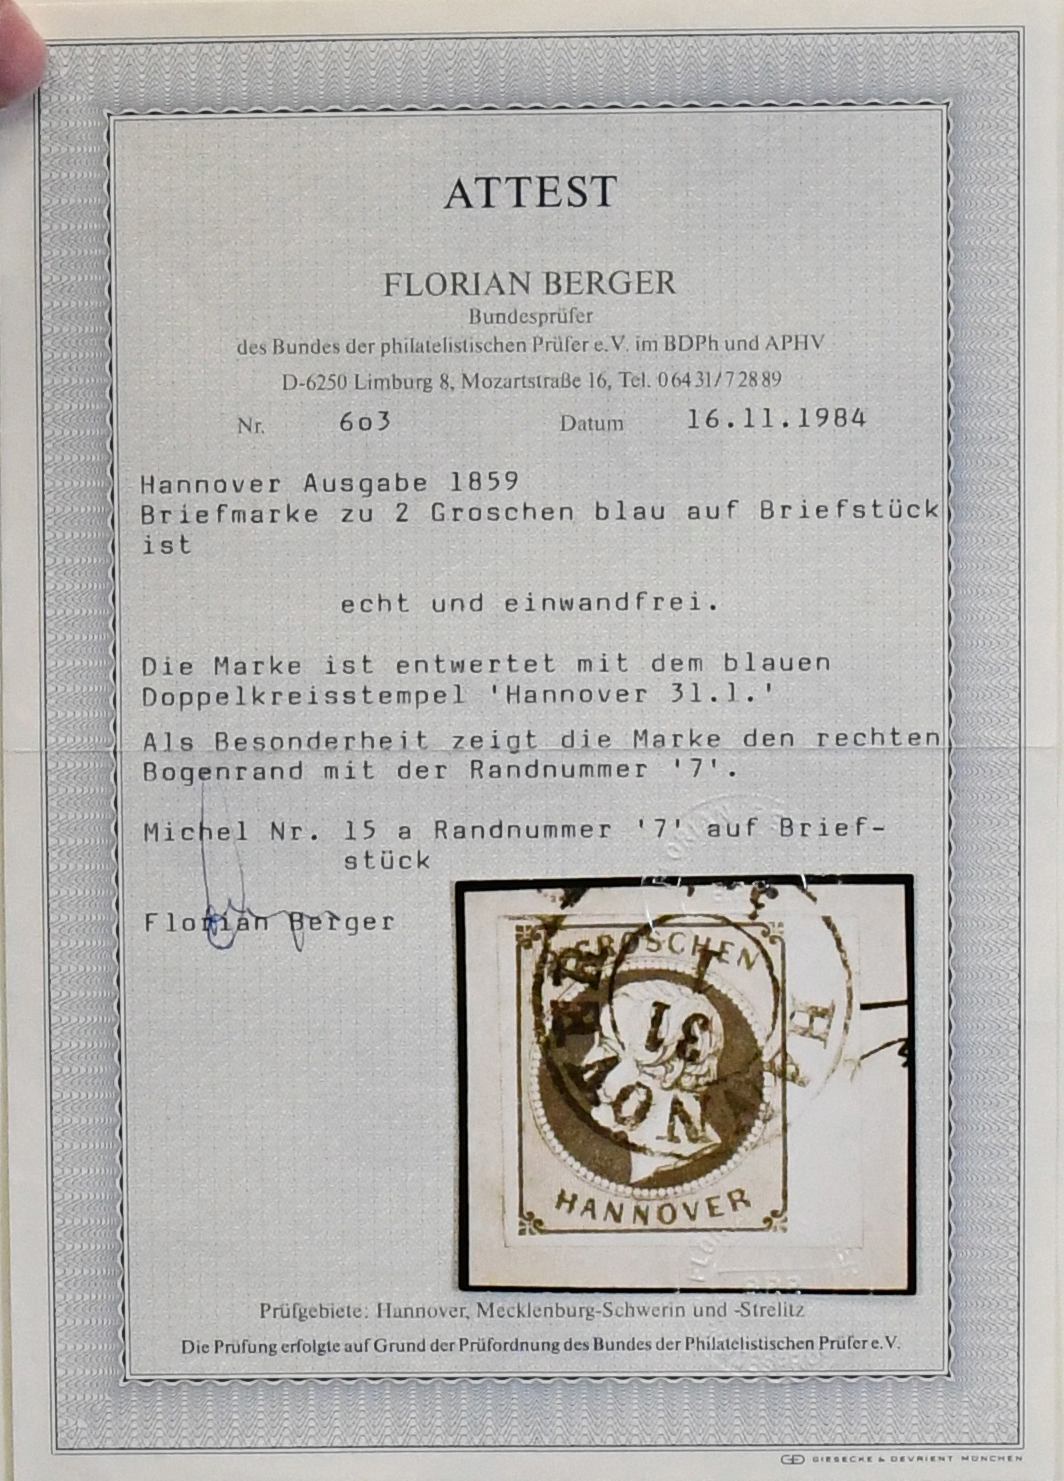 ATTEST
FLORIAN BERGER
Bundesprüfer
des Bundes der philatelistischen Prüfer e.V. im BDPh und APHV
D-6250 Limburg 8, Mozartstraße 16, Tel. 06431/72889
Nr. 6o3 Datum 16.11.1984
Hannover Ausgabe 1859
Briefmarke zu 2 Groschen blau auf Briefstück
ist
echt und einwandfrei.
Die Marke ist entwertet mit dem blauen
Doppelkreisstempel 'Hannover 31.1.'
Als Besonderheit zeigt die Marke den rechten
Bogenrand mit der Randnummer '7'.
Michel Nr. 15 a Randnummer '7' auf Brief-
stück
Florian Berger
GROSCHEN
HANNOVER
31
1
HANNOVER
Prüfgebiete: Hannover, Mecklenburg-Schwerin und -Strelitz
Die Prüfung erfolgte auf Grund der Prüfordnung des Bundes der Philatelistischen Prüfer e.V.
GIESECKE & DEVRIENT MÜNCHEN